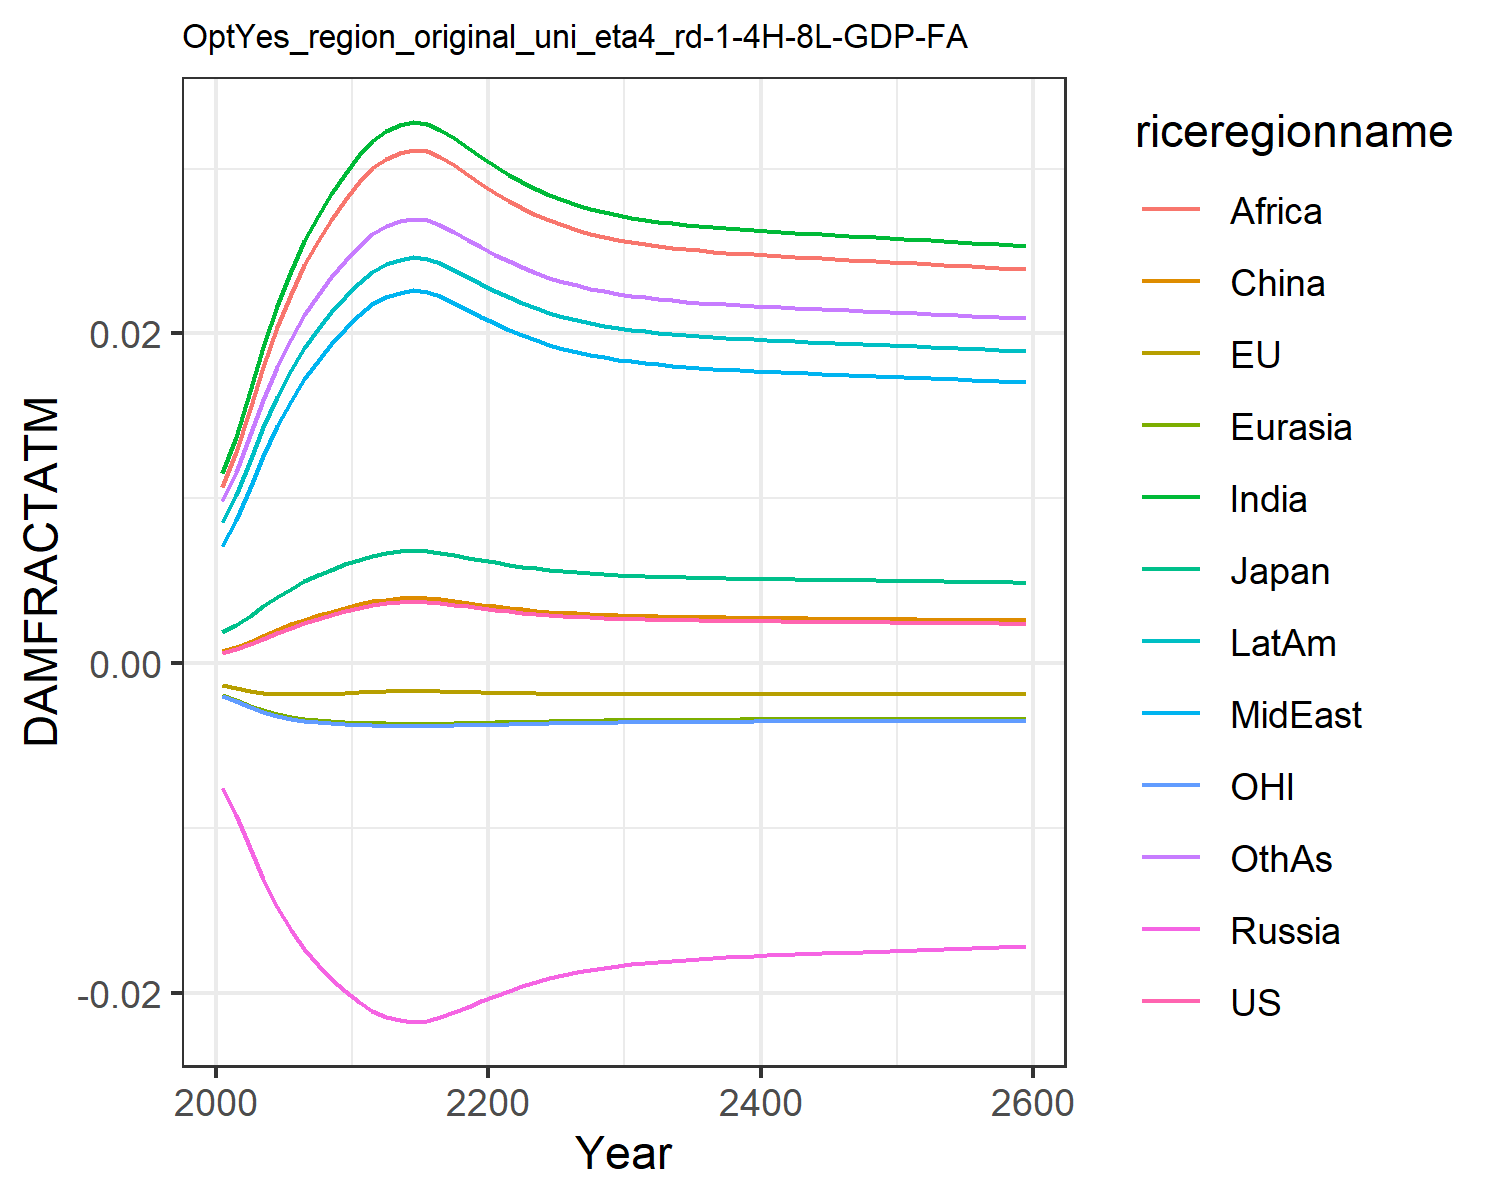 OptYes_region_original_uni_eta4_rd-1-4H-8L-GDP-FA
DAMFRACTATM
0.02
0.00
-0.02
2000 2200 2400 2600
Year
riceregionname
Africa
China
EU
Eurasia
India
Japan
LatAm
MidEast
OHI
OthAs
Russia
US